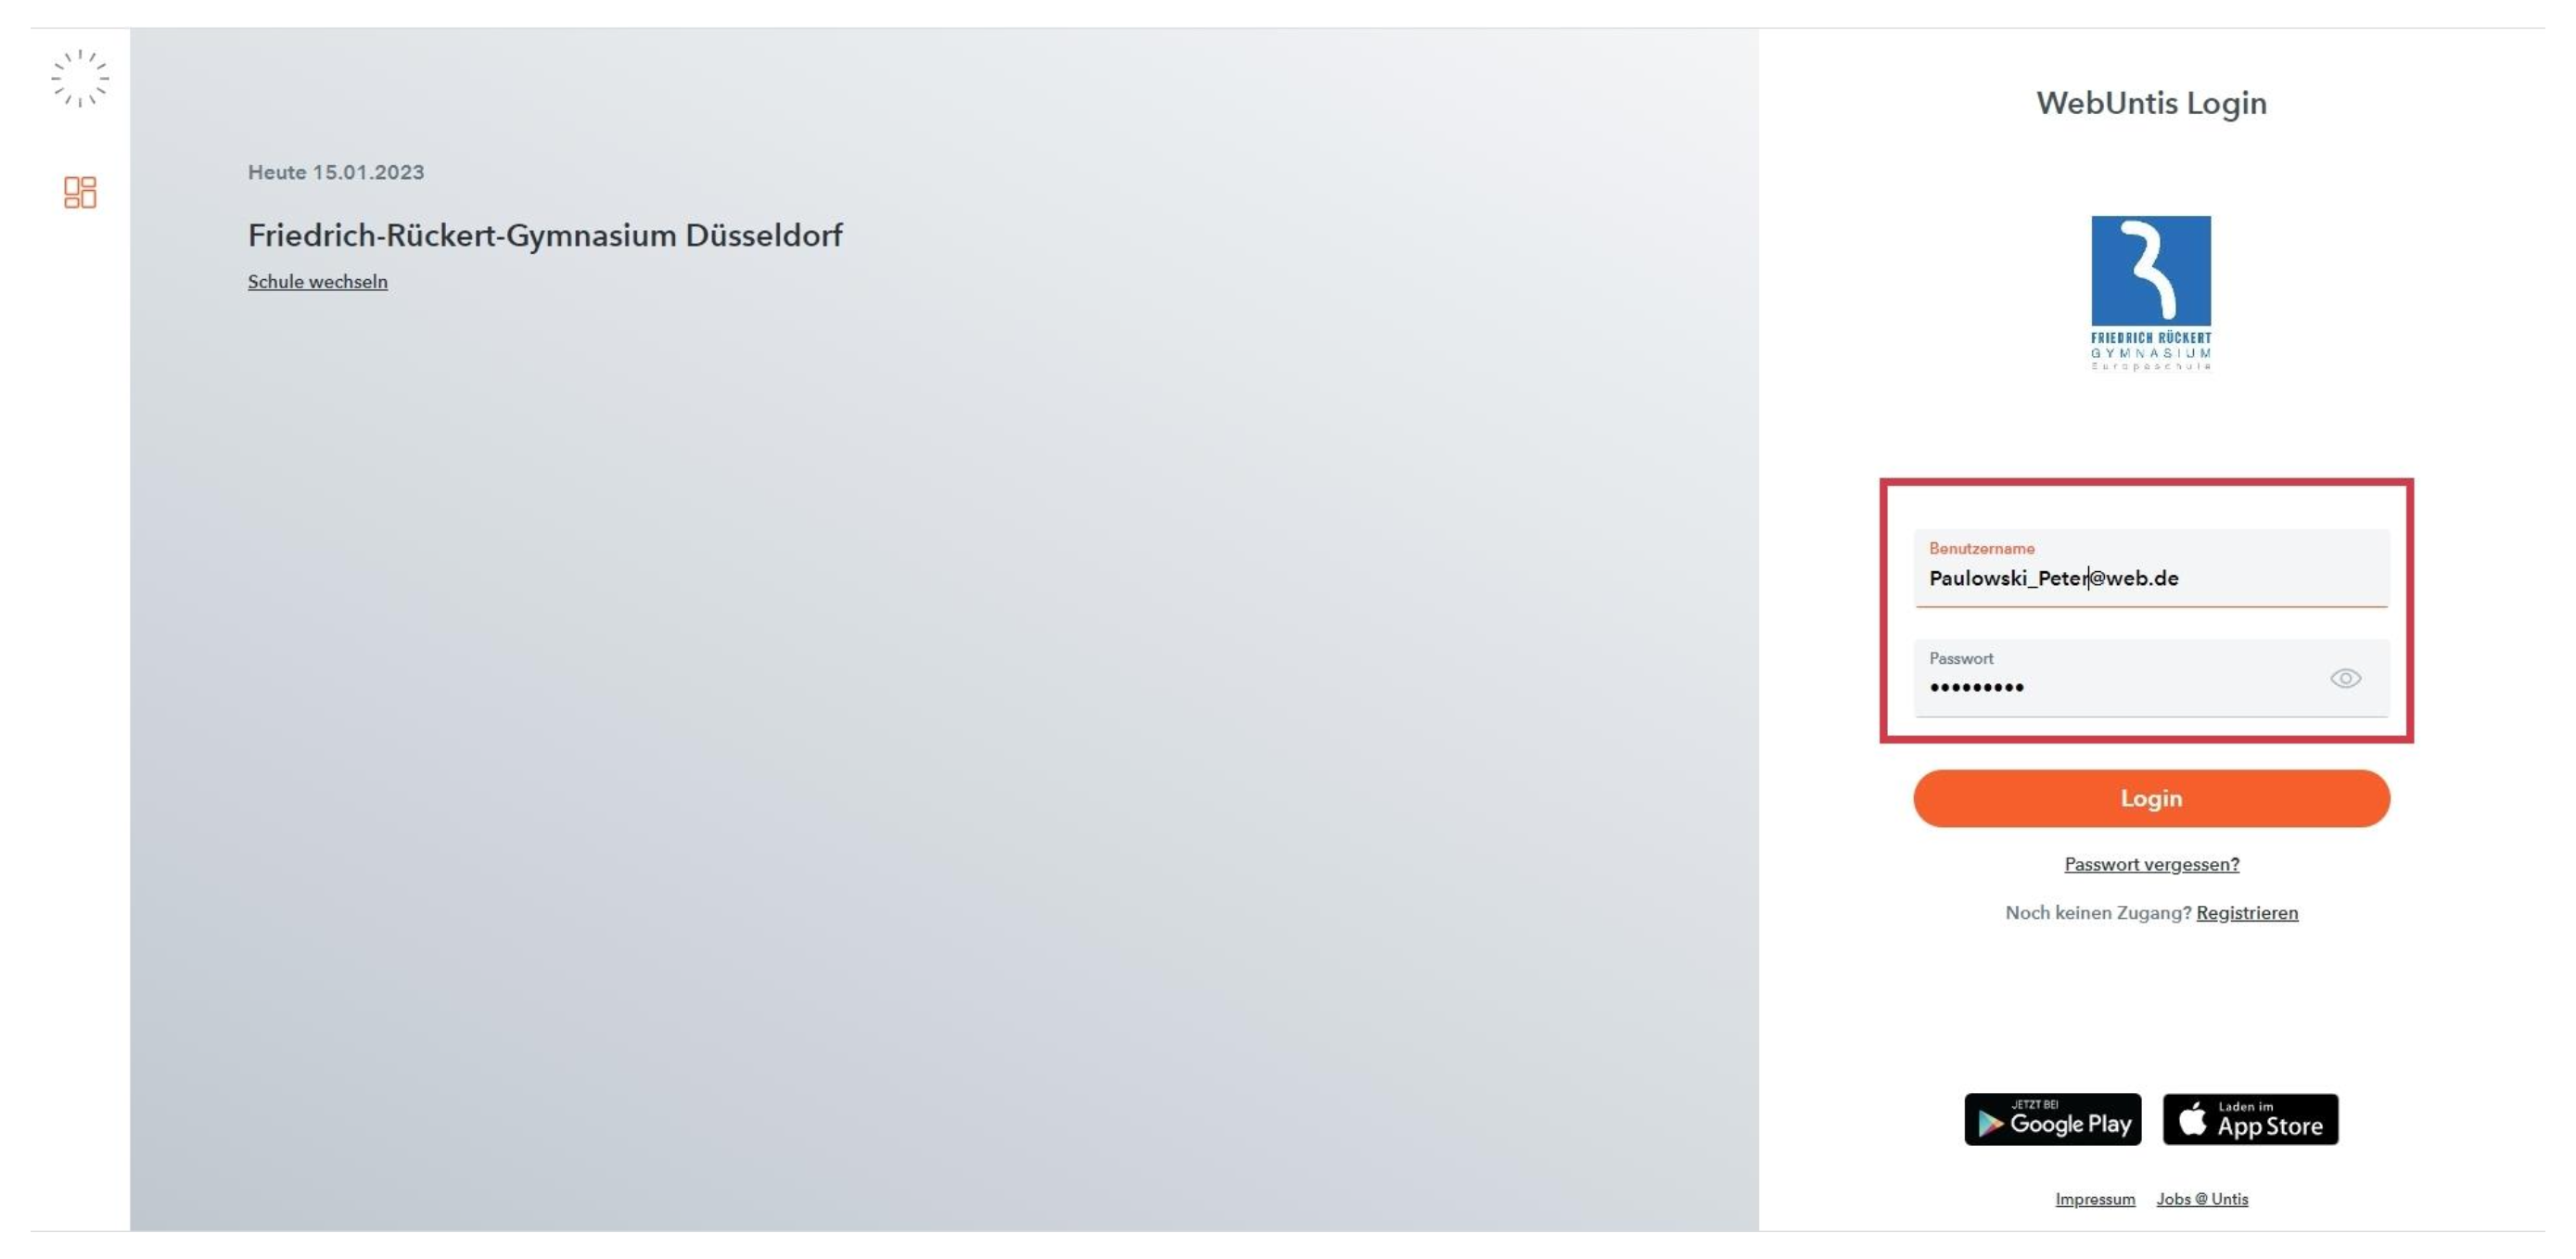 Heute 15.01.2023
Friedrich-Rückert-Gymnasium Düsseldorf
Schule wechseln
WebUntis Login
FRIEDRICH RÜCKERT
GYMNASIUM
Europaschule
Benutzername
Paulowski_Peter@web.de
Passwort
•••••••••
Login
Passwort vergessen?
Noch keinen Zugang? Registrieren
JETZT BEI
Google Play
Laden im
App Store
Impressum Jobs @ Untis